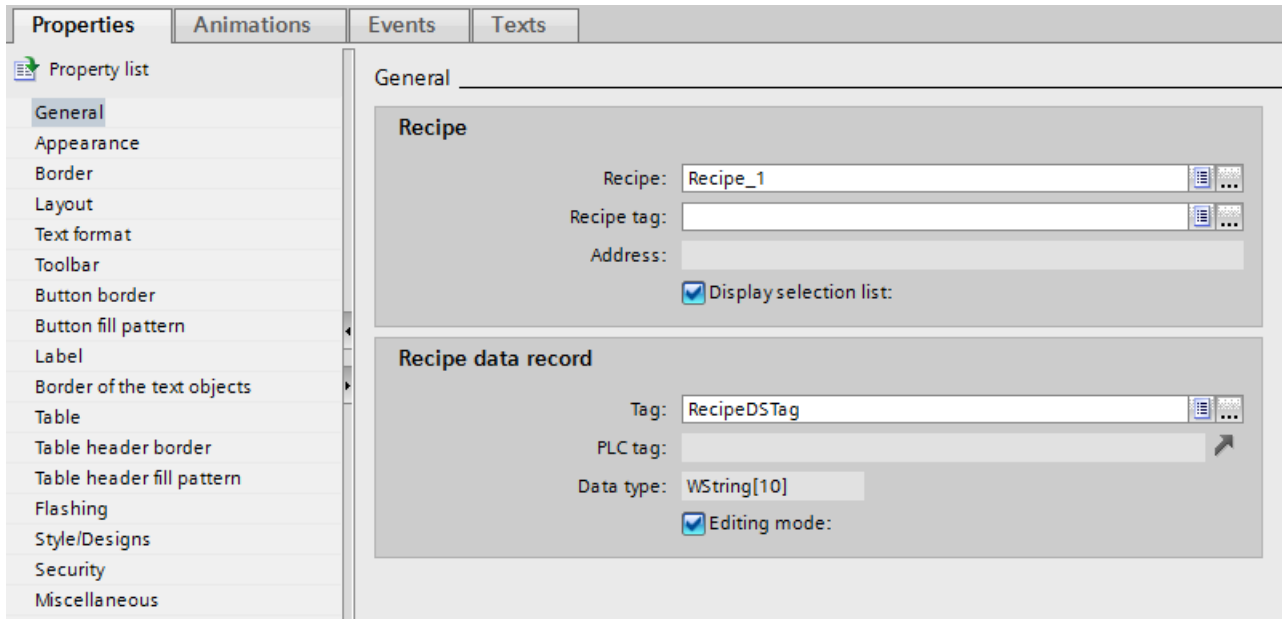 Properties Animations Events Texts
Property list
General
Appearance
Border
Layout
Text format
Toolbar
Button border
Button fill pattern
Label
Border of the text objects
Table
Table header border
Table header fill pattern
Flashing
Style/Designs
Security
Miscellaneous
General
Recipe
Recipe: Recipe_1
Recipe tag:
Address:
Display selection list:
Recipe data record
Tag: RecipeDSTag
PLC tag:
Data type: WString[10]
Editing mode: